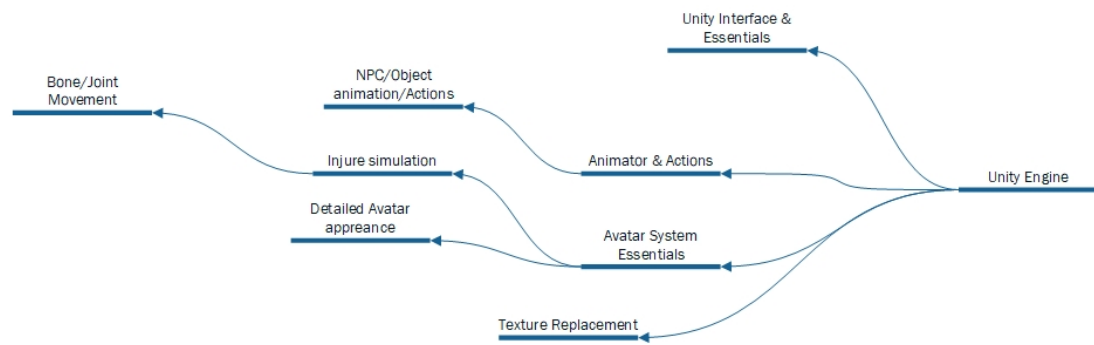 Unity Interface &
Essentials
Bone/Joint
Movement
NPC/Object
animation/Actions
Injure simulation
Animator & Actions
Unity Engine
Detailed Avatar
appreance
Avatar System
Essentials
Texture Replacement